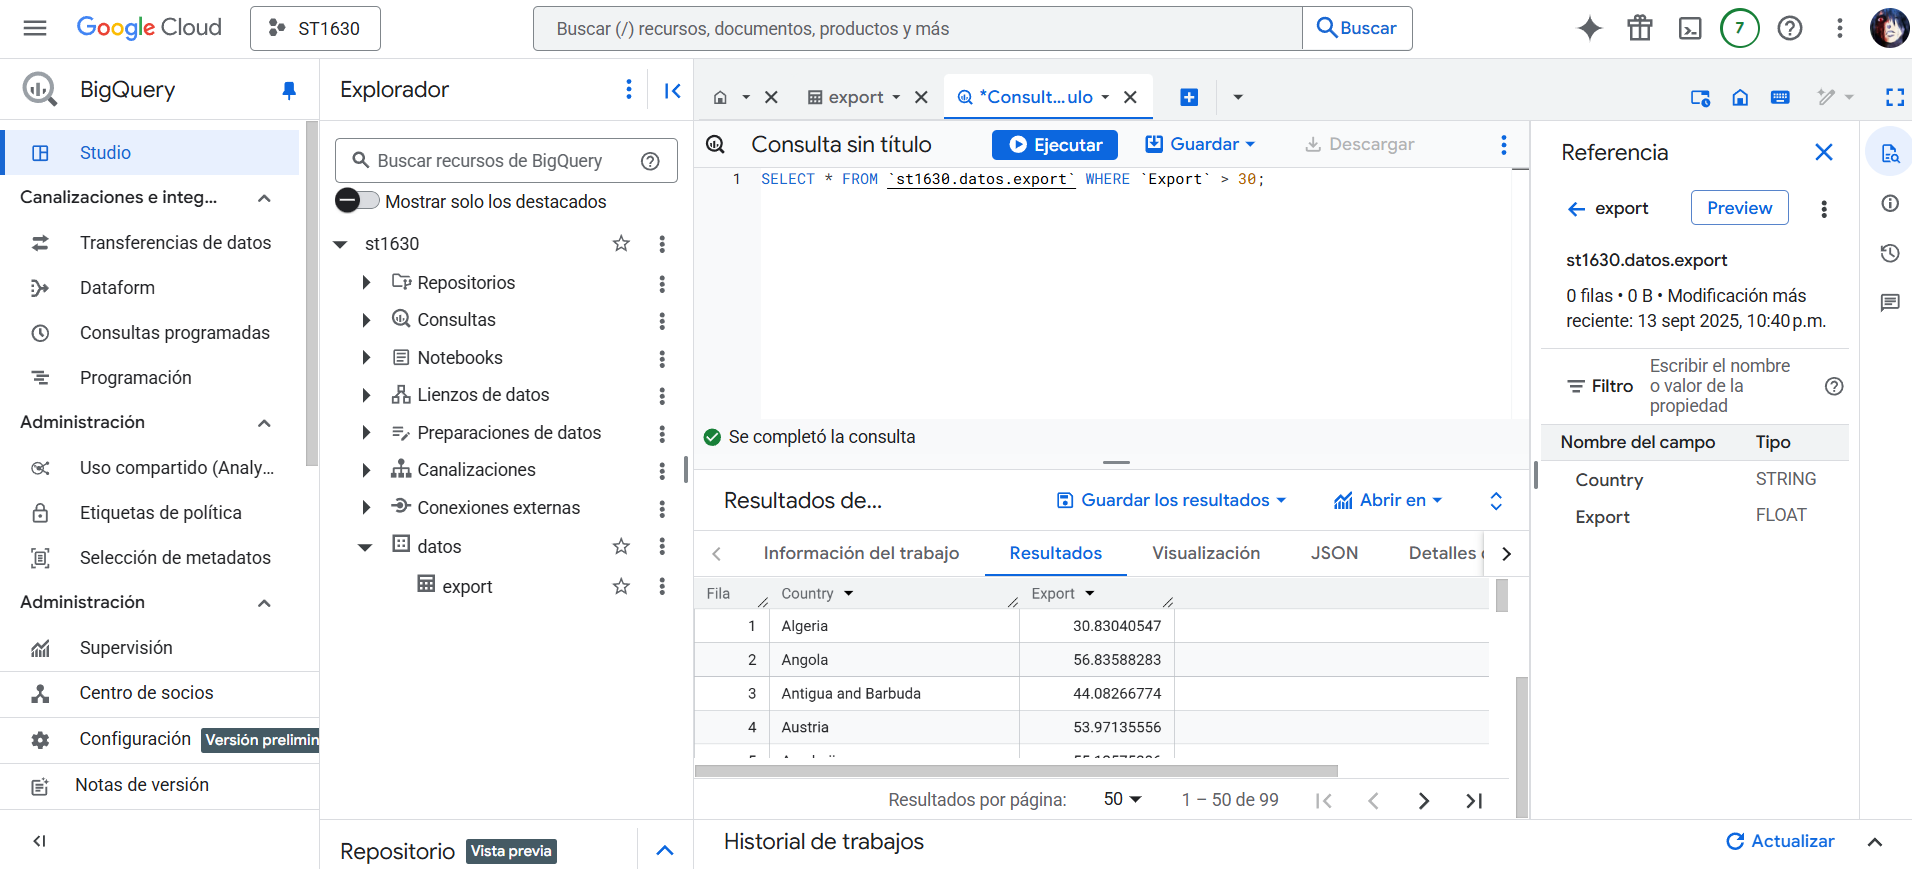 Google Cloud
ST1630
Buscar (/) recursos, documentos, productos y más
Buscar
7
BigQuery
Studio
Canalizaciones e integ...
Transferencias de datos
Dataform
Consultas programadas
Programación
Administración
Uso compartido (Analy...
Etiquetas de política
Selección de metadatos
Administración
Supervisión
Centro de socios
Configuración
Versión prelimin
Notas de versión
Explorador
Buscar recursos de BigQuery
Mostrar solo los destacados
st1630
Repositorios
Consultas
Notebooks
Lienzos de datos
Preparaciones de datos
Canalizaciones
Conexiones externas
datos
export
Repositorio
Vista previa
export
*Consult...ulo
Consulta sin título
Ejecutar
Guardar
Descargar
1 SELECT * FROM `st1630.datos.export` WHERE `Export` > 30;
Se completó la consulta
Resultados de...
Guardar los resultados
Abrir en
Información del trabajo
Resultados
Visualización
JSON
Detalles
Fila Country Export
1 Algeria 30.83040547
2 Angola 56.83588283
3 Antigua and Barbuda 44.08266774
4 Austria 53.97135556
Resultados por página: 50 1 – 50 de 99
Historial de trabajos
Actualizar
Referencia
export
Preview
st1630.datos.export
0 filas • 0 B • Modificación más
reciente: 13 sept 2025, 10:40 p.m.
Filtro
Escribir el nombre
o valor de la
propiedad
Nombre del campo Tipo
Country STRING
Export FLOAT